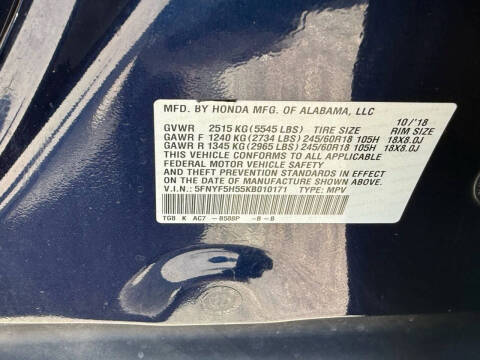 MFD. BY HONDA MFG. OF ALABAMA, LLC 10/'18
GVWR 2515 KG (5545 LBS) TIRE SIZE RIM SIZE
GAWR F 1240 KG (2734 LBS) 245/60R18 105H 18X8.0J
GAWR R 1345 KG (2965 LBS) 245/60R18 105H 18X8.0J
THIS VEHICLE CONFORMS TO ALL APPLICABLE
FEDERAL MOTOR VEHICLE SAFETY
AND THEFT PREVENTION STANDARDS IN EFFECT
ON THE DATE OF MANUFACTURE SHOWN ABOVE.
V.I.N.: 5FNYF5H55KB010171 TYPE: MPV
TG8 K AC7 - B588P -B-B